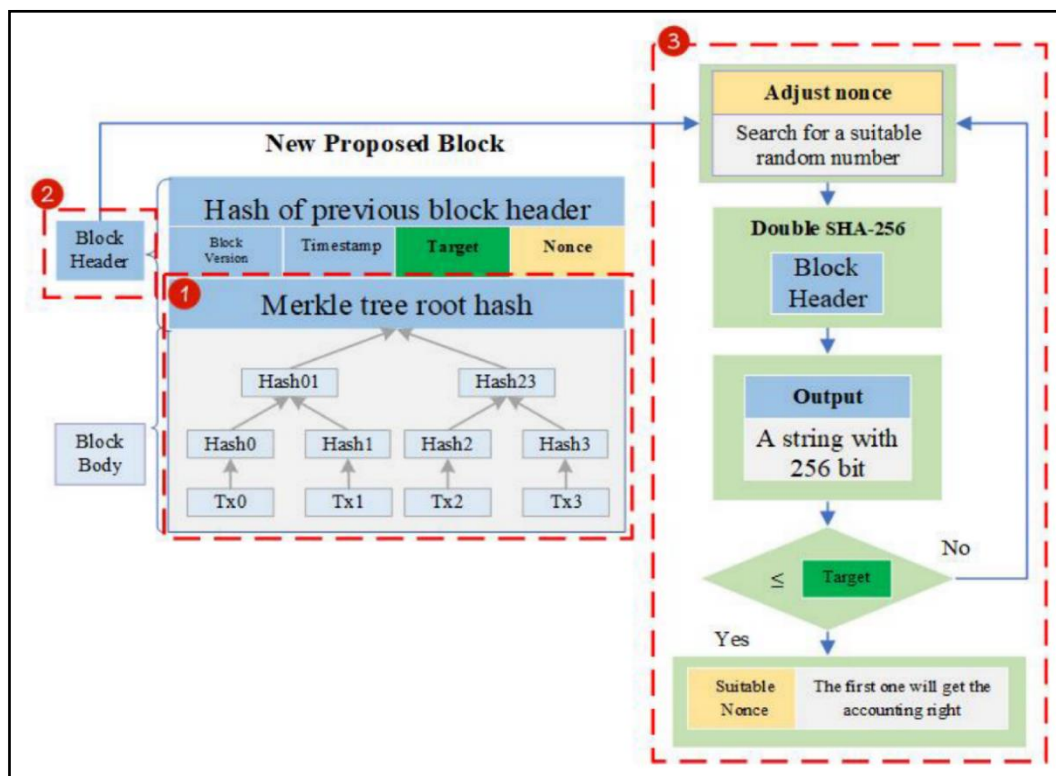 3
Adjust nonce
Search for a suitable
random number
New Proposed Block
2
Block
Header
Hash of previous block header
Block
Version
Timestamp
Target
Nonce
1
Merkle tree root hash
Hash01
Hash23
Hash0
Hash1
Hash2
Hash3
Tx0
Tx1
Tx2
Tx3
Block
Body
Double SHA-256
Block
Header
Output
A string with
256 bit
≤
Target
No
Yes
Suitable
Nonce
The first one will get the
accounting right